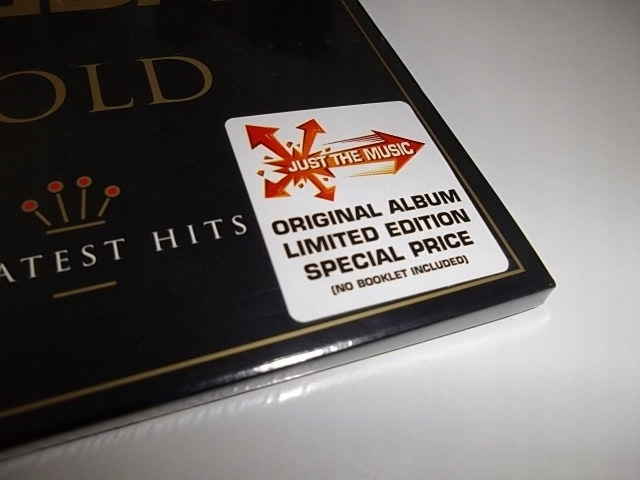 OLD
ATEST HITS
JUST THE MUSIC
ORIGINAL ALBUM
LIMITED EDITION
SPECIAL PRICE
(NO BOOKLET INCLUDED)